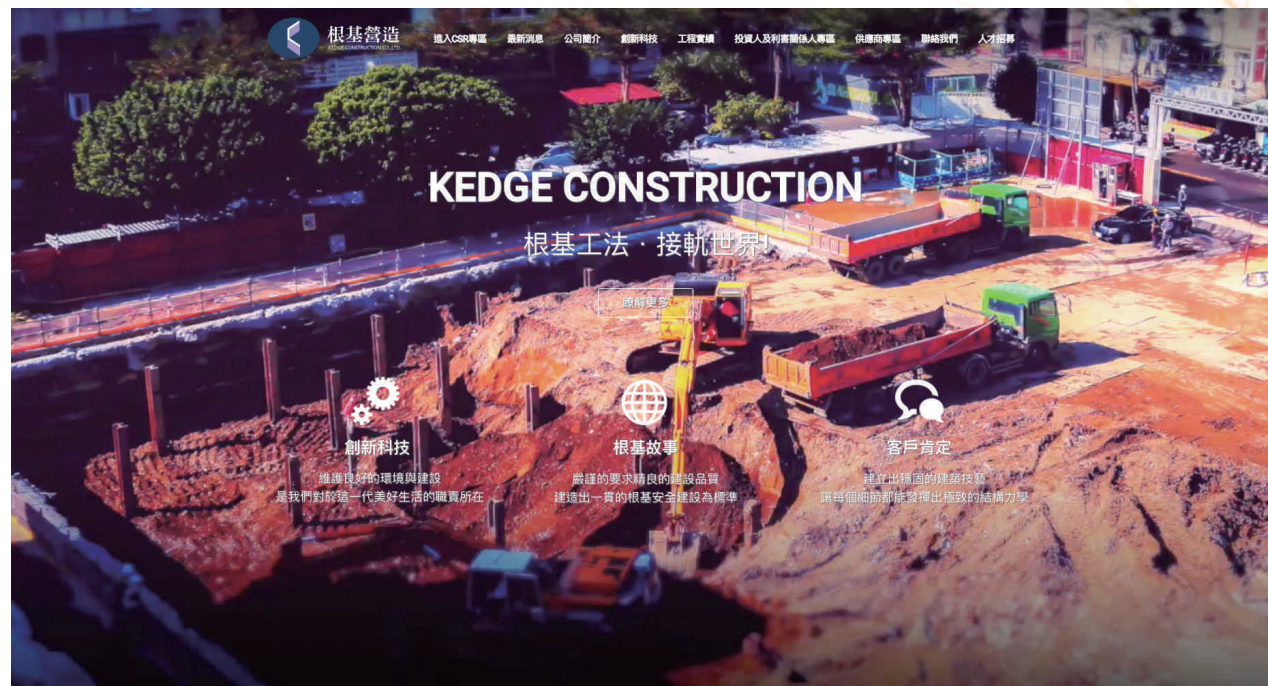 根基營造
KEDGE CONSTRUCTION CO., LTD.
進入CSR專區
最新消息
公司簡介
創新科技
工程實績
投資人及利害關係人專區
供應商專區
聯絡我們
人才招募
KEDGE CONSTRUCTION
根基工法 · 接軌世界!
瞭解更多
創新科技
維護良好的環境與建設
是我們對於這一代美好生活的職責所在
根基故事
嚴謹的要求精良的建設品質
建造出一貫的根基安全建設為標準
客戶肯定
建立出穩固的建築技藝
讓每個細節都能發揮出極致的結構力學